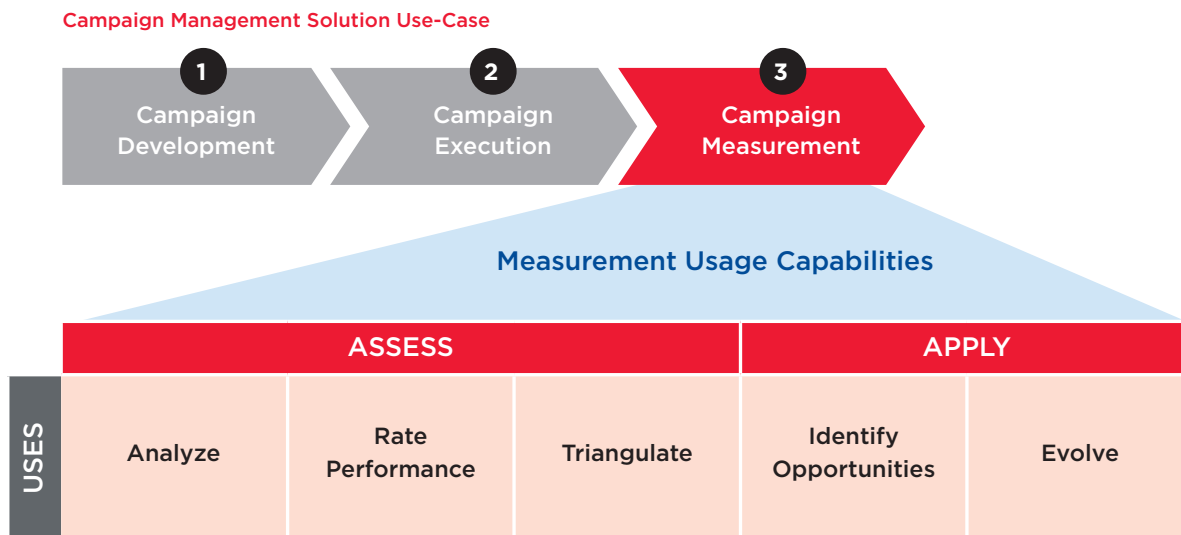 Campaign Management Solution Use-Case
1
Campaign
Development
2
Campaign
Execution
3
Campaign
Measurement
Measurement Usage Capabilities
ASSESS
APPLY
USES
Analyze
Rate
Performance
Triangulate
Identify
Opportunities
Evolve